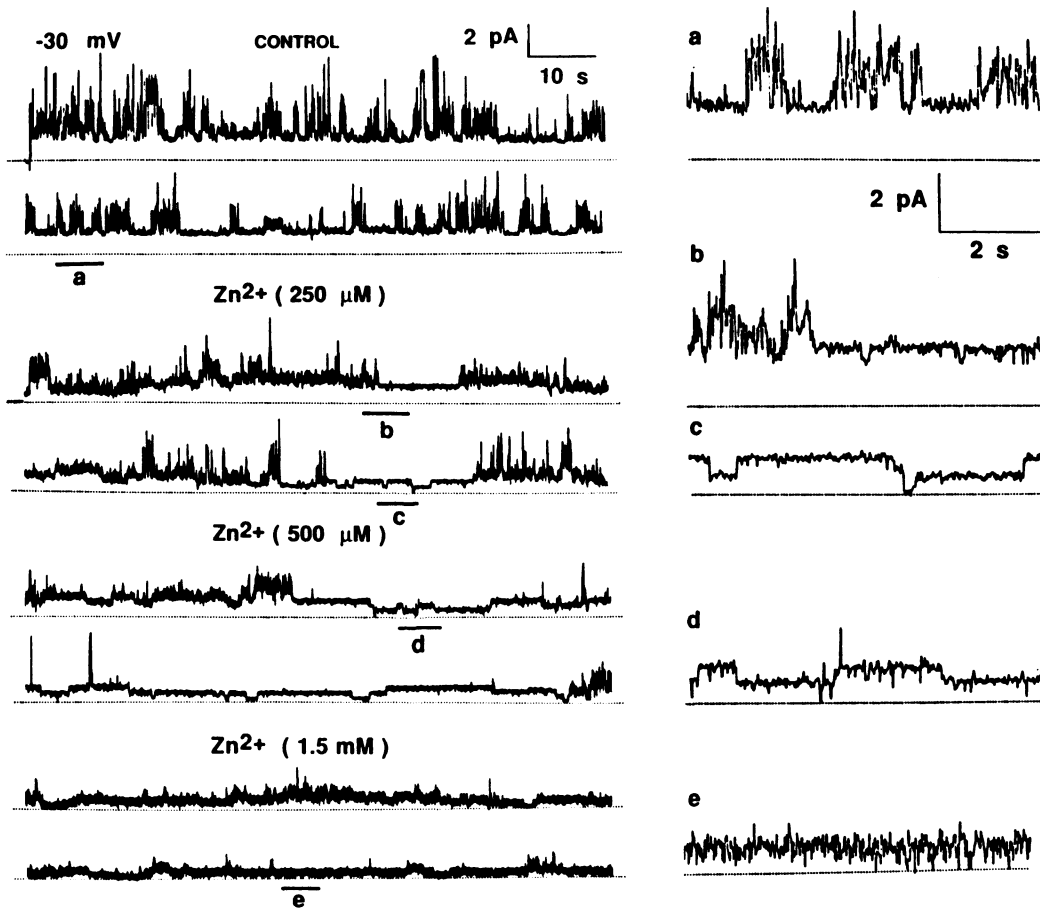 -30 mV CONTROL 2 pA
10 s
a
Zn2+ ( 250 µM )
b
c
Zn2+ ( 500 µM )
d
Zn2+ ( 1.5 mM )
e
a
2 pA
2 s
b
c
d
e